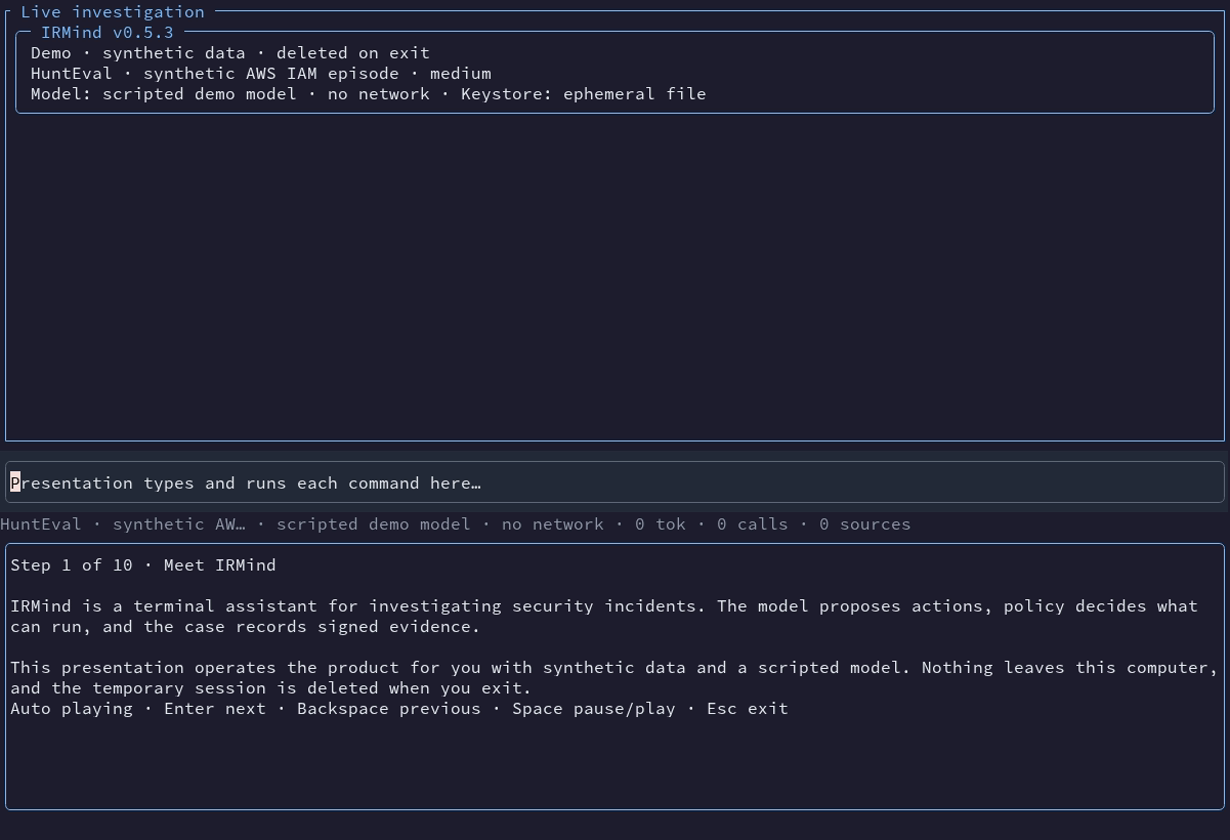 Live investigation
IRMind v0.5.3
Demo · synthetic data · deleted on exit
HuntEval · synthetic AWS IAM episode · medium
Model: scripted demo model · no network · Keystore: ephemeral file
Presentation types and runs each command here…
HuntEval · synthetic AW… · scripted demo model · no network · 0 tok · 0 calls · 0 sources
Step 1 of 10 · Meet IRMind
IRMind is a terminal assistant for investigating security incidents. The model proposes actions, policy decides what
can run, and the case records signed evidence.
This presentation operates the product for you with synthetic data and a scripted model. Nothing leaves this computer,
and the temporary session is deleted when you exit.
Auto playing · Enter next · Backspace previous · Space pause/play · Esc exit